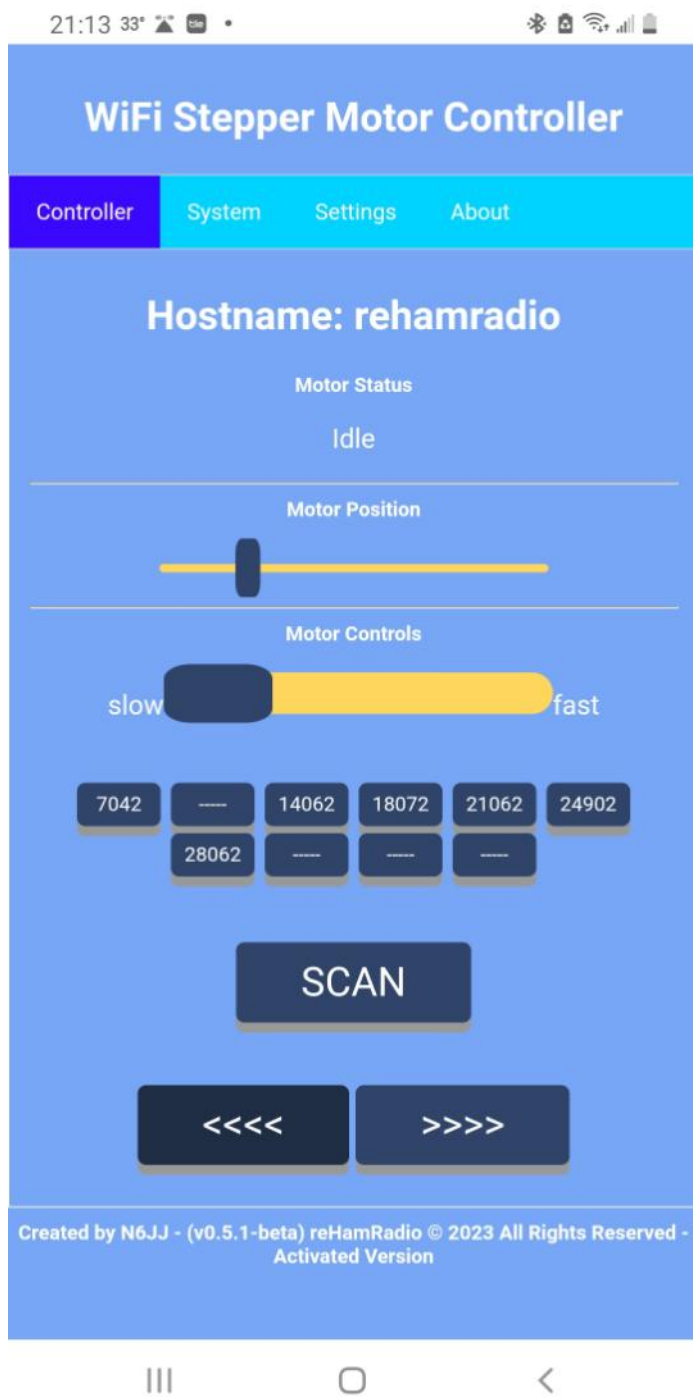 21:13 33° tile •
WiFi Stepper Motor Controller
Controller System Settings About
Hostname: rehamradio
Motor Status
Idle
Motor Position
Motor Controls
slow fast
7042 ----- 14062 18072 21062 24902
28062 ----- ----- -----
SCAN
<<<< >>>>
Created by N6JJ - (v0.5.1-beta) reHamRadio © 2023 All Rights Reserved -
Activated Version